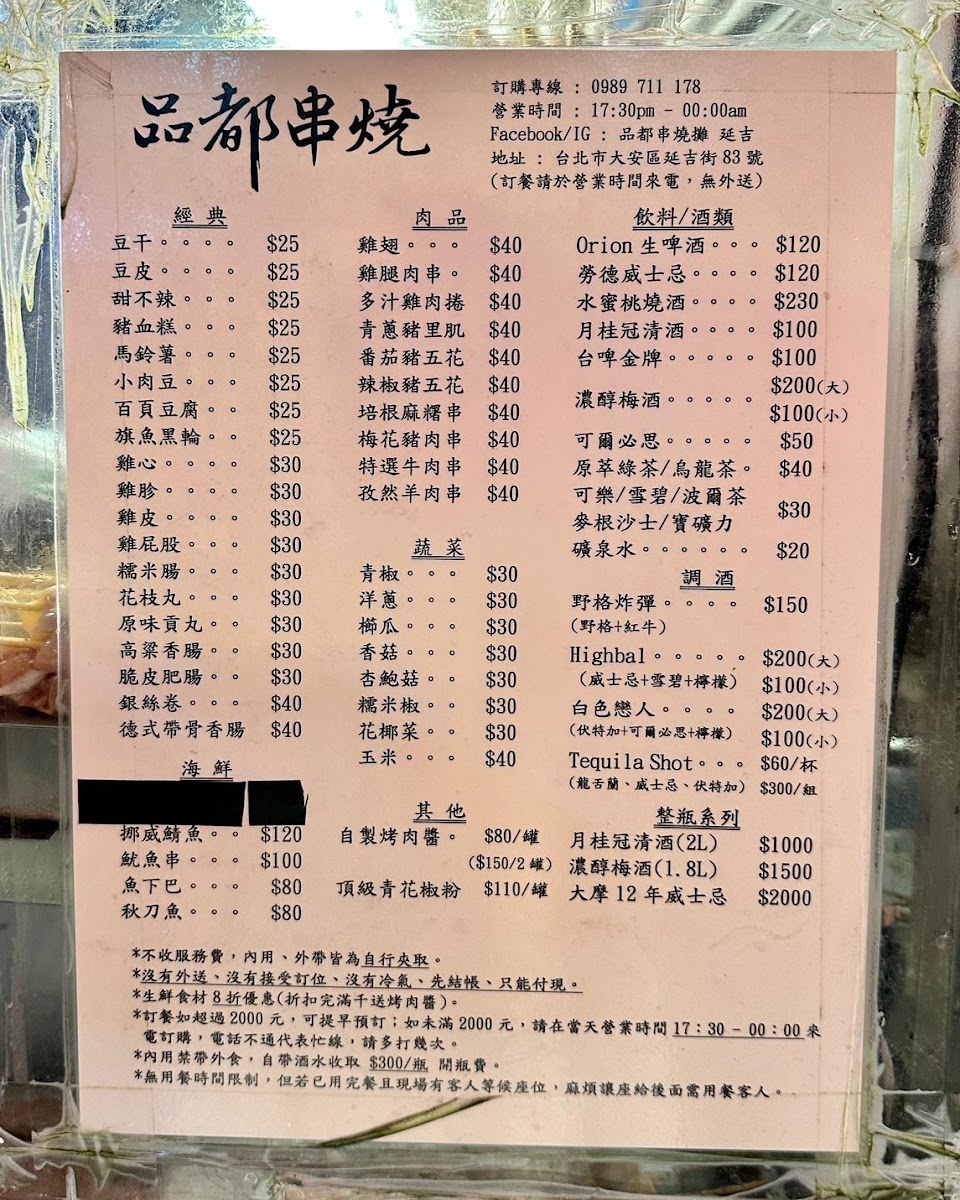 品都串燒
訂購專線 : 0989 711 178
營業時間 : 17:30pm - 00:00am
Facebook/IG : 品都串燒攤 延吉
地址 : 台北市大安區延吉街 83 號
(訂餐請於營業時間來電，無外送)
經 典
豆干。。。。 $25
豆皮。。。。 $25
甜不辣。。。 $25
豬血糕。。。 $25
馬鈴薯。。。 $25
小肉豆。。。 $25
百頁豆腐。。 $25
旗魚黑輪。。 $25
雞心。。。。 $30
雞胗。。。。 $30
雞皮。。。。 $30
雞屁股。。。 $30
糯米腸。。。 $30
花枝丸。。。 $30
原味貢丸。。 $30
高粱香腸。。 $30
脆皮肥腸。。 $30
銀絲卷。。。 $40
德式帶骨香腸 $40
海 鮮
挪威鯖魚。。 $120
魷魚串。。。 $100
魚下巴。。。 $80
秋刀魚。。。 $80
肉 品
雞翅。。。 $40
雞腿肉串。 $40
多汁雞肉捲 $40
青蔥豬里肌 $40
番茄豬五花 $40
辣椒豬五花 $40
培根麻糬串 $40
梅花豬肉串 $40
特選牛肉串 $40
孜然羊肉串 $40
蔬 菜
青椒。。。 $30
洋蔥。。。 $30
櫛瓜。。。 $30
香菇。。。 $30
杏鮑菇。。 $30
糯米椒。。 $30
花椰菜。。 $30
玉米。。。 $40
其 他
自製烤肉醬。 $80/罐
($150/2 罐)
頂級青花椒粉 $110/罐
飲料/酒類
Orion 生啤酒。。。 $120
勞德威士忌。。。。 $120
水蜜桃燒酒。。。。 $230
月桂冠清酒。。。。 $100
台啤金牌。。。。。 $100
濃醇梅酒。。。。。 $200(大)
$100(小)
可爾必思。。。。。 $50
原萃綠茶/烏龍茶。 $40
可樂/雪碧/波爾茶
麥根沙士/寶礦力 $30
礦泉水。。。。。。 $20
調 酒
野格炸彈。。。。 $150
(野格+紅牛)
Highbal。。。。。 $200(大)
(威士忌+雪碧+檸檬) $100(小)
白色戀人。。。。 $200(大)
(伏特加+可爾必思+檸檬) $100(小)
Tequila Shot。。。 $60/杯
(龍舌蘭、威士忌、伏特加) $300/組
整瓶系列
月桂冠清酒(2L) $1000
濃醇梅酒(1.8L) $1500
大摩 12 年威士忌 $2000
*不收服務費，內用、外帶皆為自行夾取。
*沒有外送、沒有接受訂位、沒有冷氣、先結帳、只能付現。
*生鮮食材 8 折優惠(折扣完滿千送烤肉醬)。
*訂餐如超過 2000 元，可提早預訂；如未滿 2000 元，請在當天營業時間 17：30 - 00：00 來
電訂購，電話不通代表忙線，請多打幾次。
*內用禁帶外食，自帶酒水收取 $300/瓶 開瓶費。
*無用餐時間限制，但若已用完餐且現場有客人等候座位，麻煩讓座給後面需用餐客人。